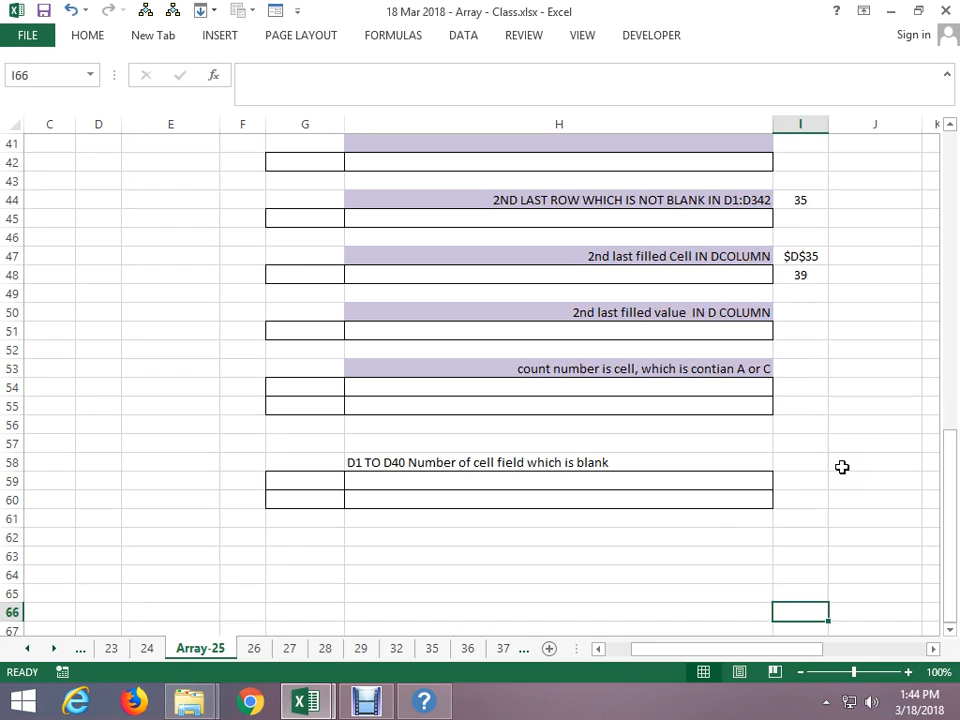 18 Mar 2018 - Array - Class.xlsx - Excel
?
FILE HOME New Tab INSERT PAGE LAYOUT FORMULAS DATA REVIEW VIEW DEVELOPER Sign in
I66 fx
C D E F G H I J K
41
42
43
44 2ND LAST ROW WHICH IS NOT BLANK IN D1:D342 35
45
46
47 2nd last filled Cell IN DCOLUMN $D$35
48 39
49
50 2nd last filled value  IN D COLUMN
51
52
53 count number is cell, which is contian A or C
54
55
56
57
58 D1 TO D40 Number of cell field which is blank
59
60
61
62
63
64
65
66
67
... 23 24 Array-25 26 27 28 29 32 35 36 37 ...
READY 100%
1:44 PM
3/18/2018